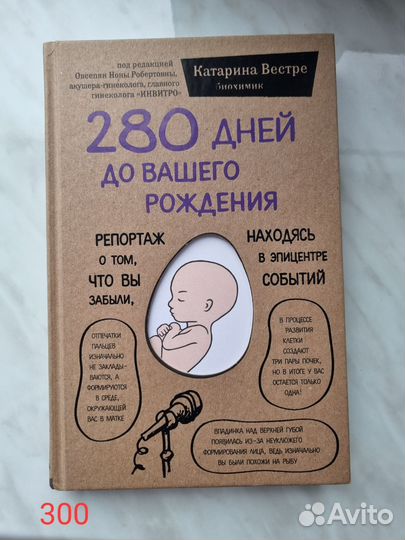 под редакцией
Овсепян Нонны Робертовны,
акушера-гинеколога, главного
гинеколога «ИНВИТРО»
Катарина Вестре
биохимик
280 ДНЕЙ
ДО ВАШЕГО
РОЖДЕНИЯ
РЕПОРТАЖ
О ТОМ,
ЧТО ВЫ
ЗАБЫЛИ,
НАХОДЯСЬ
В ЭПИЦЕНТРЕ
СОБЫТИЙ
ОТПЕЧАТКИ
ПАЛЬЦЕВ
ИЗНАЧАЛЬНО
НЕ ЗАКЛАДЫ-
ВАЮТСЯ, А
ФОРМИРУЮТСЯ
В СРЕДЕ,
ОКРУЖАЮЩЕЙ
ВАС В МАТКЕ
В ПРОЦЕССЕ
РАЗВИТИЯ
КЛЕТКИ
СОЗДАЮТ
ТРИ ПАРЫ ПОЧЕК,
НО В ИТОГЕ У ВАС
ОСТАЕТСЯ ТОЛЬКО
ОДНА!
ВПАДИНКА НАД ВЕРХНЕЙ ГУБОЙ
ПОЯВИЛАСЬ ИЗ-ЗА НЕУКЛЮЖЕГО
ФОРМИРОВАНИЯ ЛИЦА, ВЕДЬ ИЗНАЧАЛЬНО
ВЫ БЫЛИ ПОХОЖИ НА РЫБУ
300
Avito